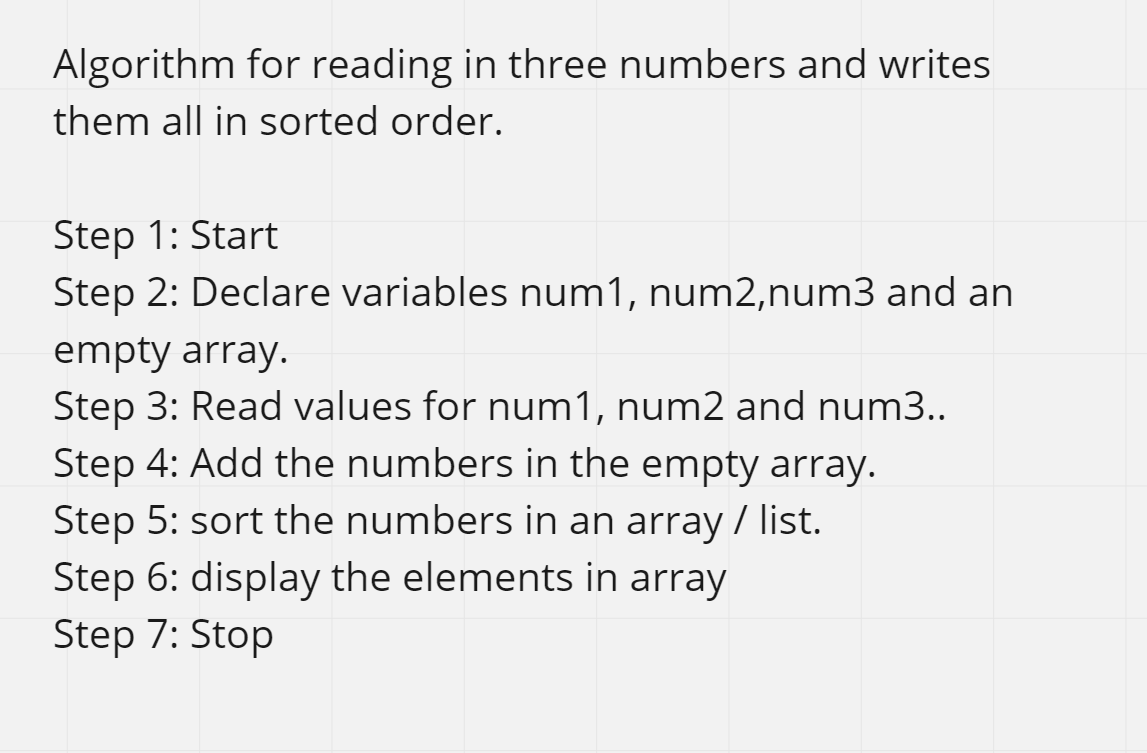 Algorithm for reading in three numbers and writes
them all in sorted order.
Step 1: Start
Step 2: Declare variables num1, num2,num3 and an
empty array.
Step 3: Read values for num1, num2 and num3..
Step 4: Add the numbers in the empty array.
Step 5: sort the numbers in an array / list.
Step 6: display the elements in array
Step 7: Stop